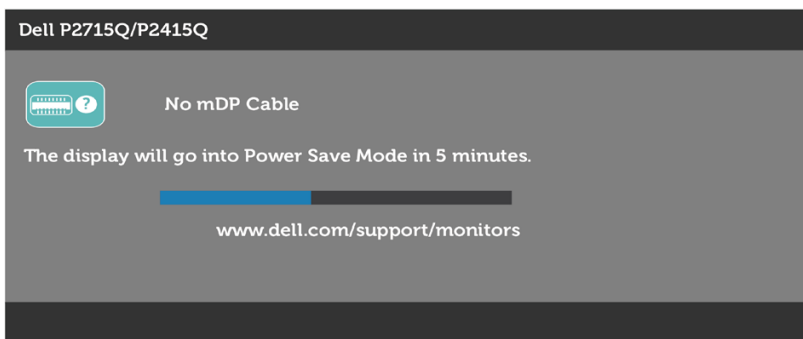 Dell P2715Q/P2415Q
?
No mDP Cable
The display will go into Power Save Mode in 5 minutes.
www.dell.com/support/monitors